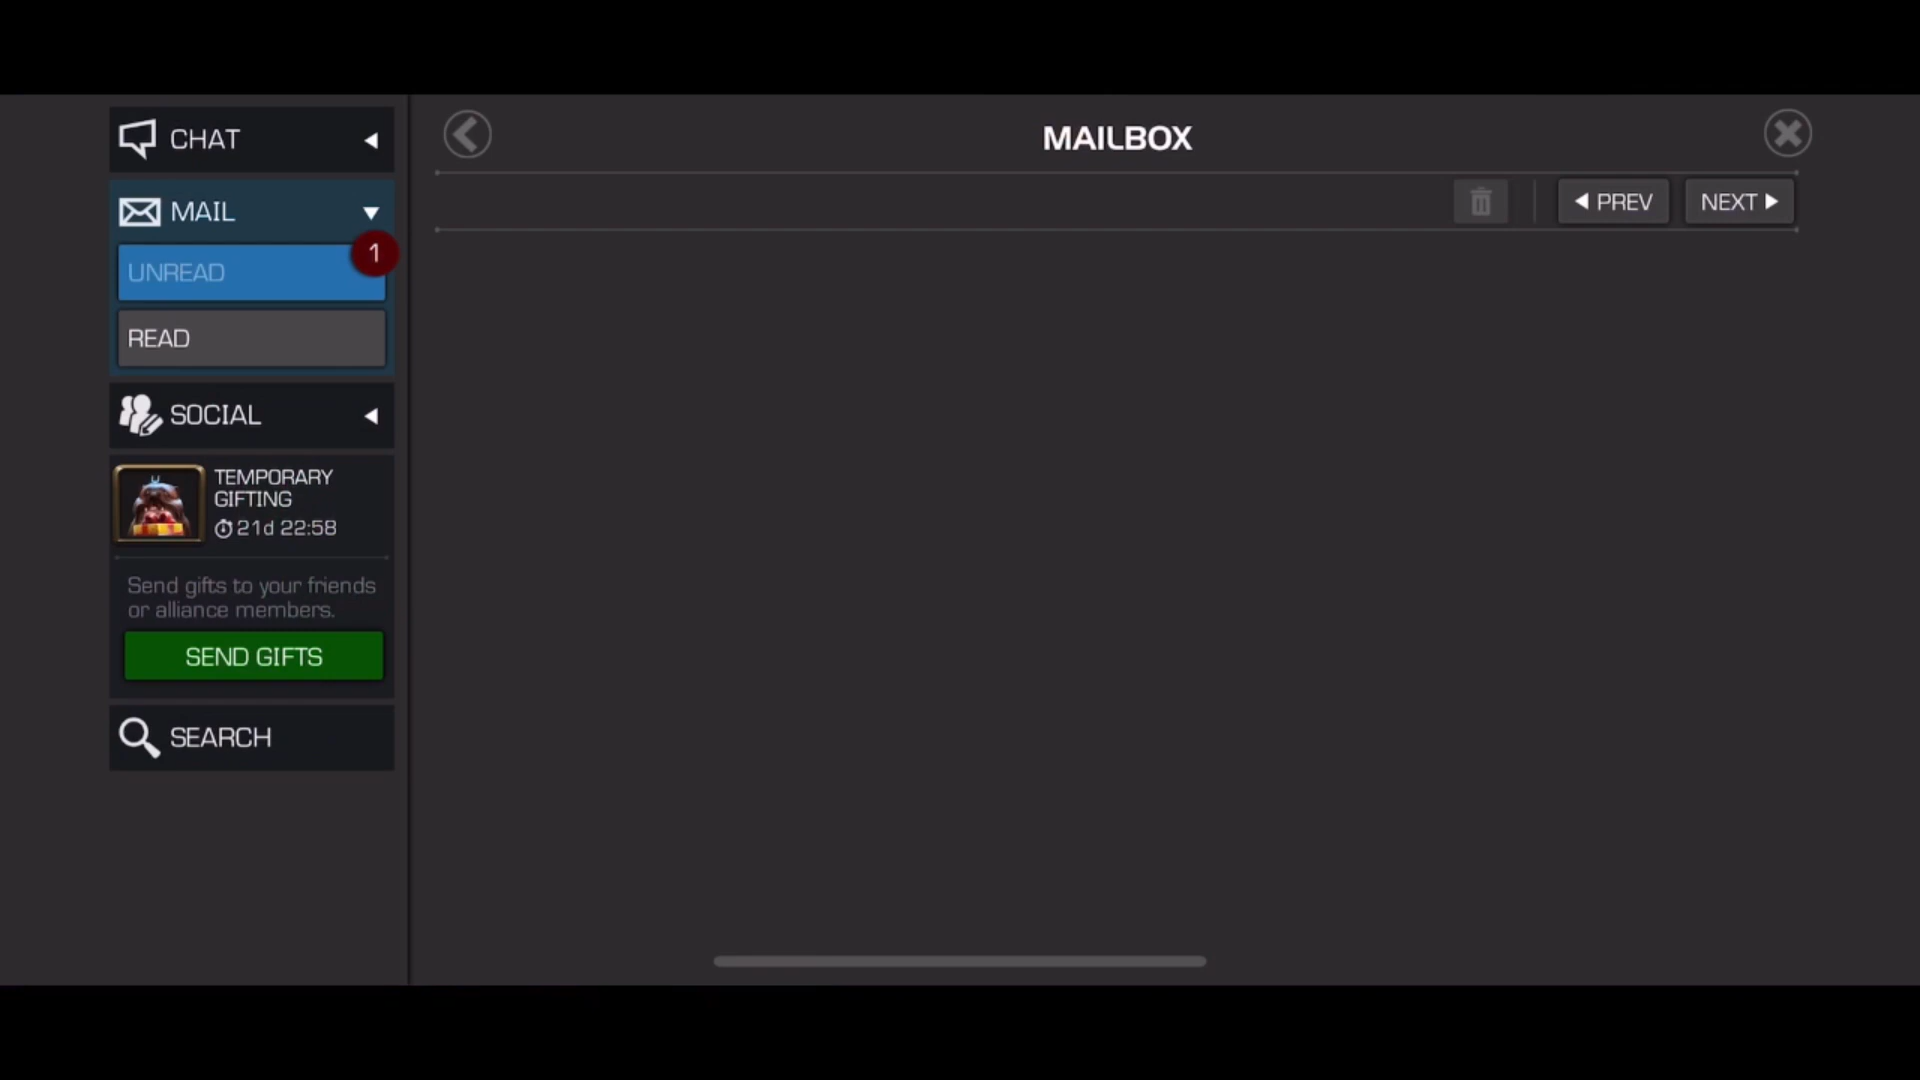 CHAT
MAIL
1
UNREAD
READ
SOCIAL
TEMPORARY
GIFTING
21d 22:58
Send gifts to your friends
or alliance members.
SEND GIFTS
SEARCH
MAILBOX
PREV
NEXT